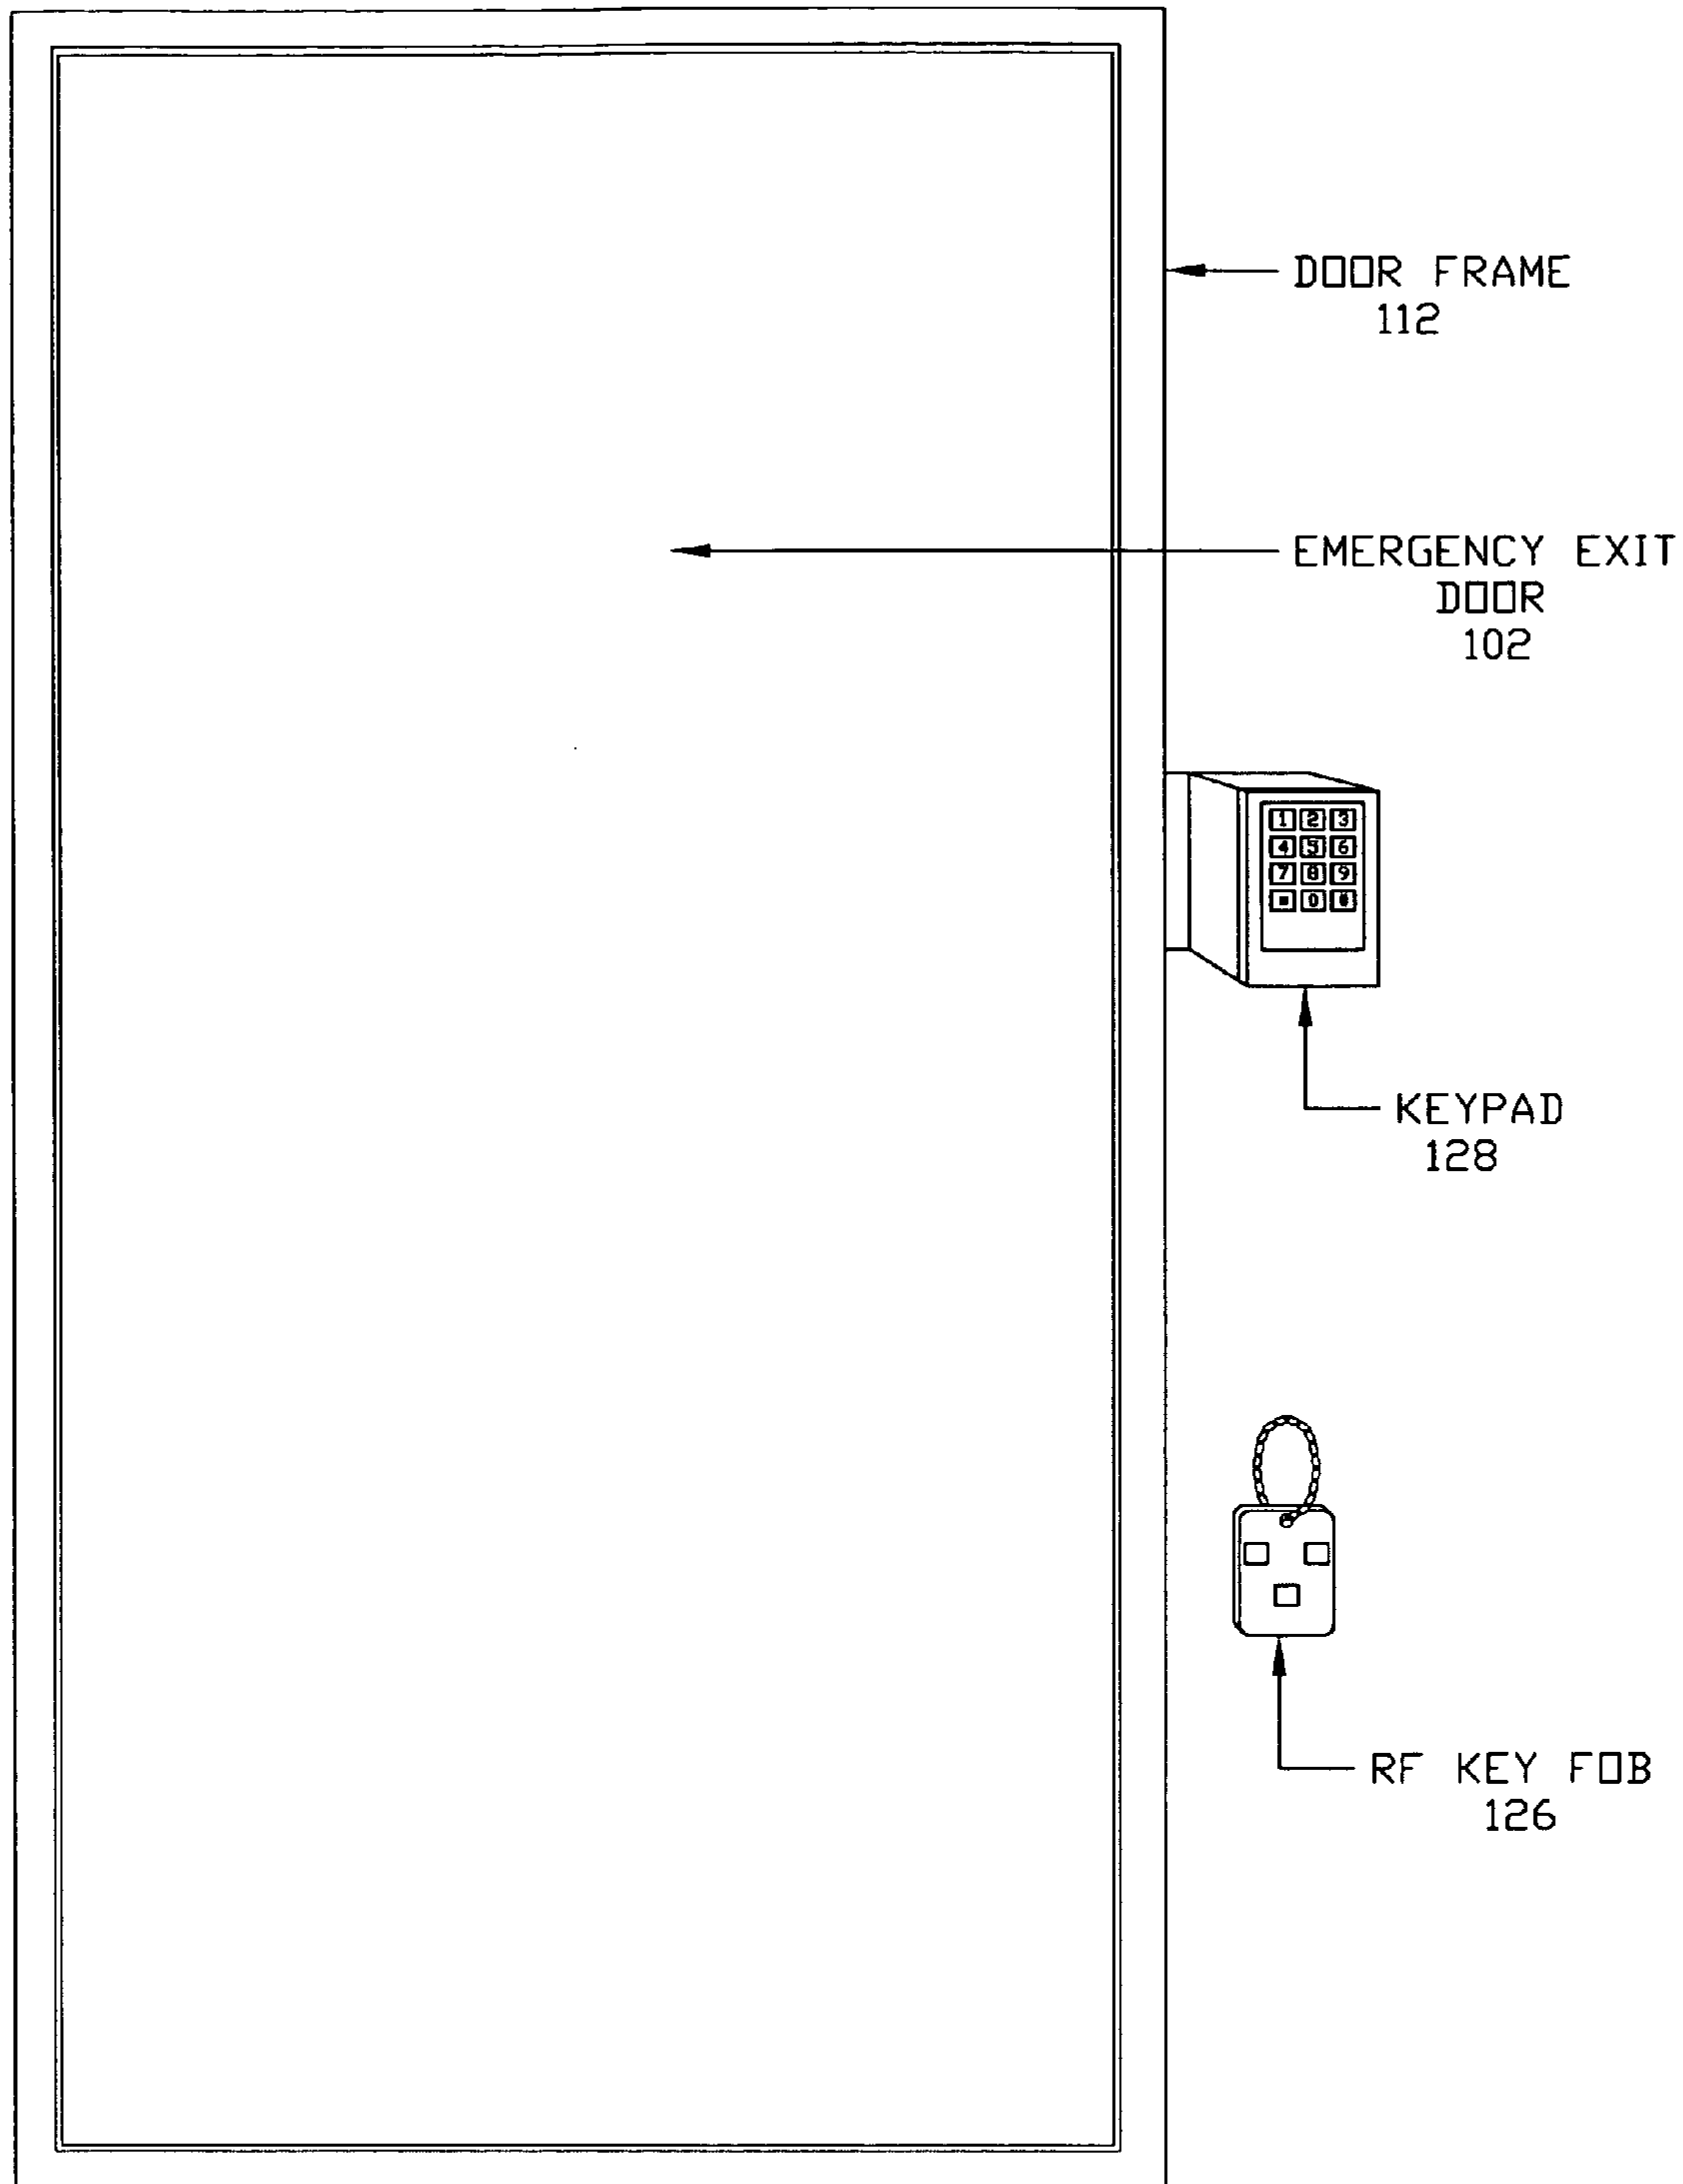 DOOR FRAME
112
EMERGENCY EXIT
DOOR
102
1 2 3
4 5 6
7 8 9
0 #
KEYPAD
128
RF KEY FOB
126